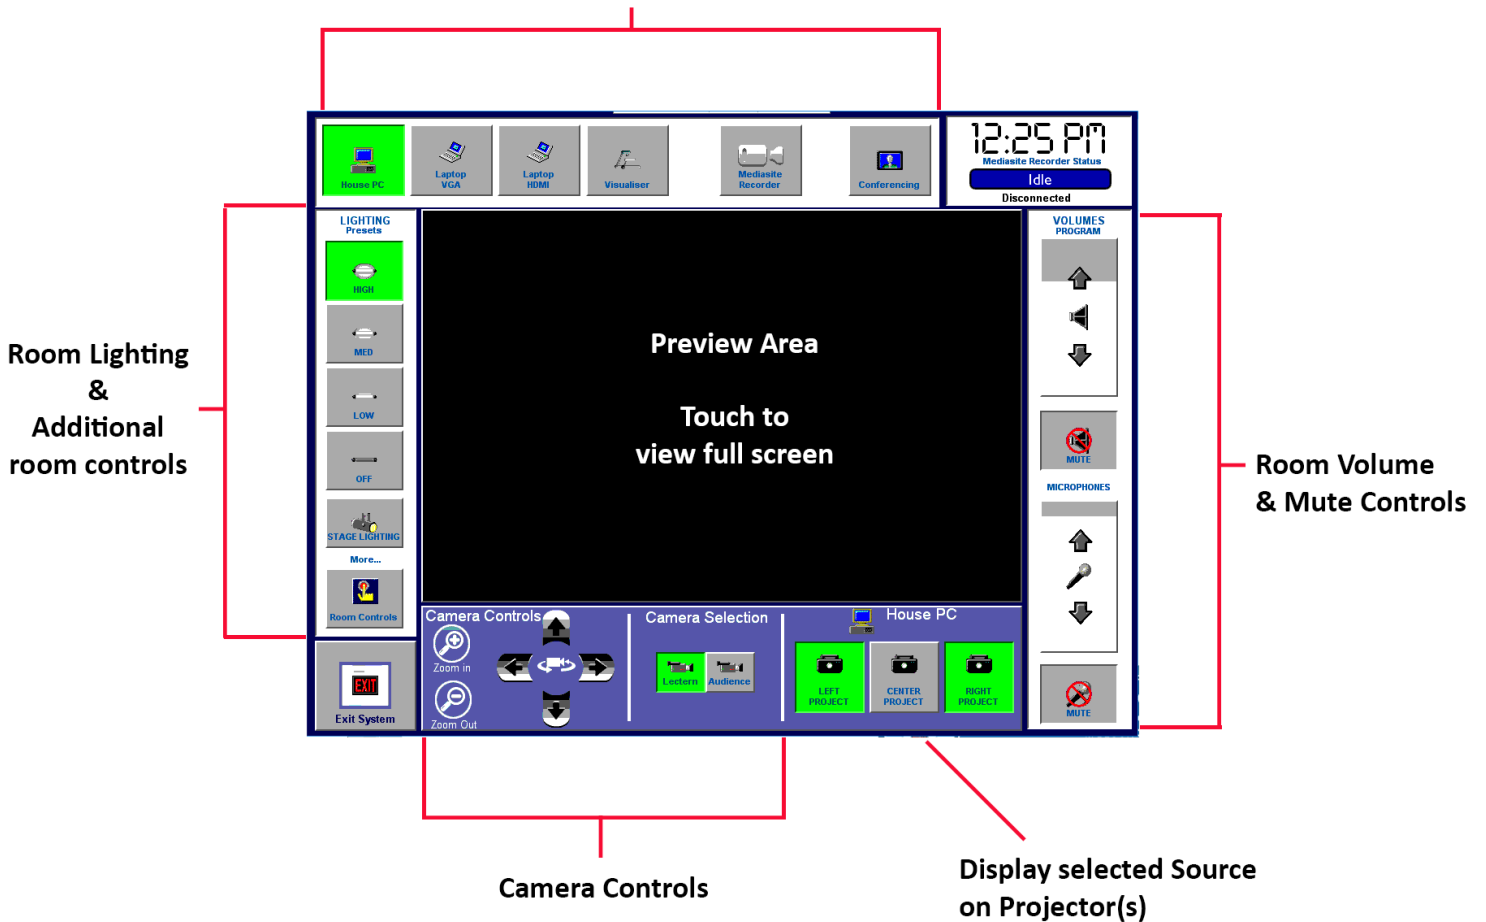 12:25 PM
Mediasite Recorder Status
Idle
Disconnected
House PC
Laptop
VGA
Laptop
HDMI
Visualiser
Mediasite
Recorder
Conferencing
LIGHTING
Presets
HIGH
MED
LOW
OFF
STAGE LIGHTING
More...
Room Controls
EXIT
Exit System
Preview Area
Touch to
view full screen
VOLUMES
PROGRAM
MUTE
MICROPHONES
MUTE
Camera Controls
Zoom in
Zoom Out
Camera Selection
Lectern
Audience
House PC
LEFT
PROJECT
CENTER
PROJECT
RIGHT
PROJECT
Room Lighting
&
Additional
room controls
Room Volume
& Mute Controls
Camera Controls
Display selected Source
on Projector(s)